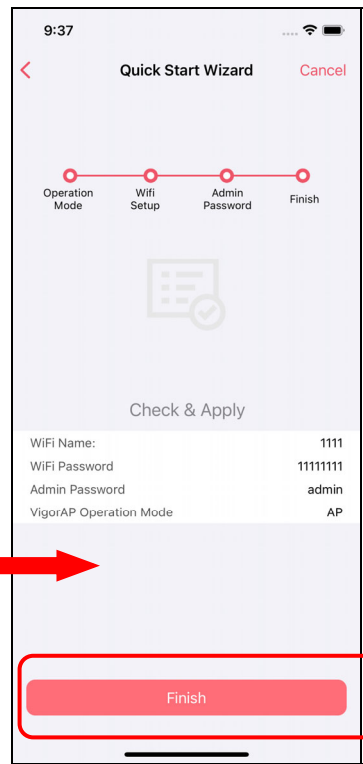 9:37
Quick Start Wizard Cancel
Operation Mode Wifi Setup Admin Password Finish
Check & Apply
WiFi Name: 1111
WiFi Password 11111111
Admin Password admin
VigorAP Operation Mode AP
Finish